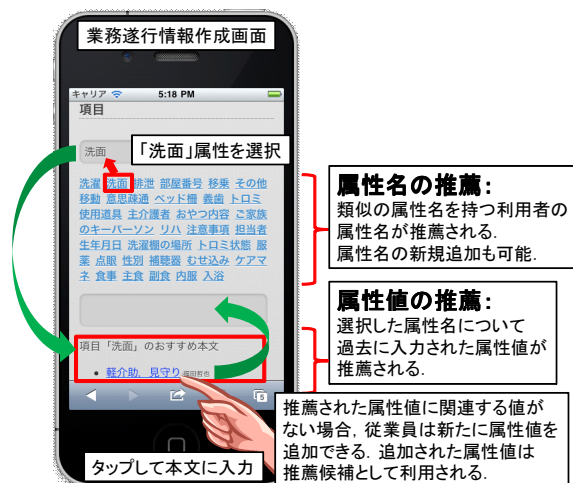 業務遂行情報作成画面
キャリア 5:18 PM
項目
洗面
「洗面」属性を選択
洗濯 洗面 排泄 部屋番号 移乗 その他
移動 意思疎通 ベッド柵 義歯 トロミ
使用道具 主介護者 おやつ内容 ご家族
のキーパーソン リハ 注意事項 担当者
生年月日 洗濯棚の場所 トロミ状態 服
薬 点眼 性別 補聴器 むせ込み ケアマ
ネ 食事 主食 副食 内服 入浴
項目「洗面」のおすすめ本文
• 軽介助、見守り 福田哲也
5
タップして本文に入力
属性名の推薦:
類似の属性名を持つ利用者の
属性名が推薦される.
属性名の新規追加も可能.
属性値の推薦:
選択した属性名について
過去に入力された属性値が
推薦される.
推薦された属性値に関連する値が
ない場合, 従業員は新たに属性値を
追加できる. 追加された属性値は
推薦候補として利用される.